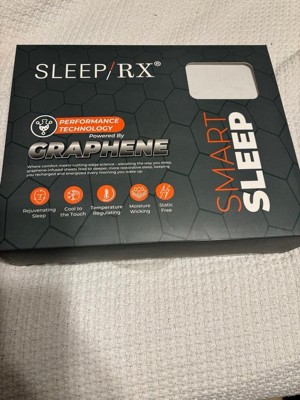 SLEEP/RX®
PERFORMANCE
TECHNOLOGY
Powered By
GRAPHENE
Where comfort meets cutting-edge science - elevating the way you sleep,
graphene-infused sheets lead to deeper, more restorative sleep, keeping
you recharged and energized every morning you wake up.
Rejuvenating
Sleep
Cool to
the Touch
Temperature
Regulating
Moisture
Wicking
Static
Free
SMART
SLEEP